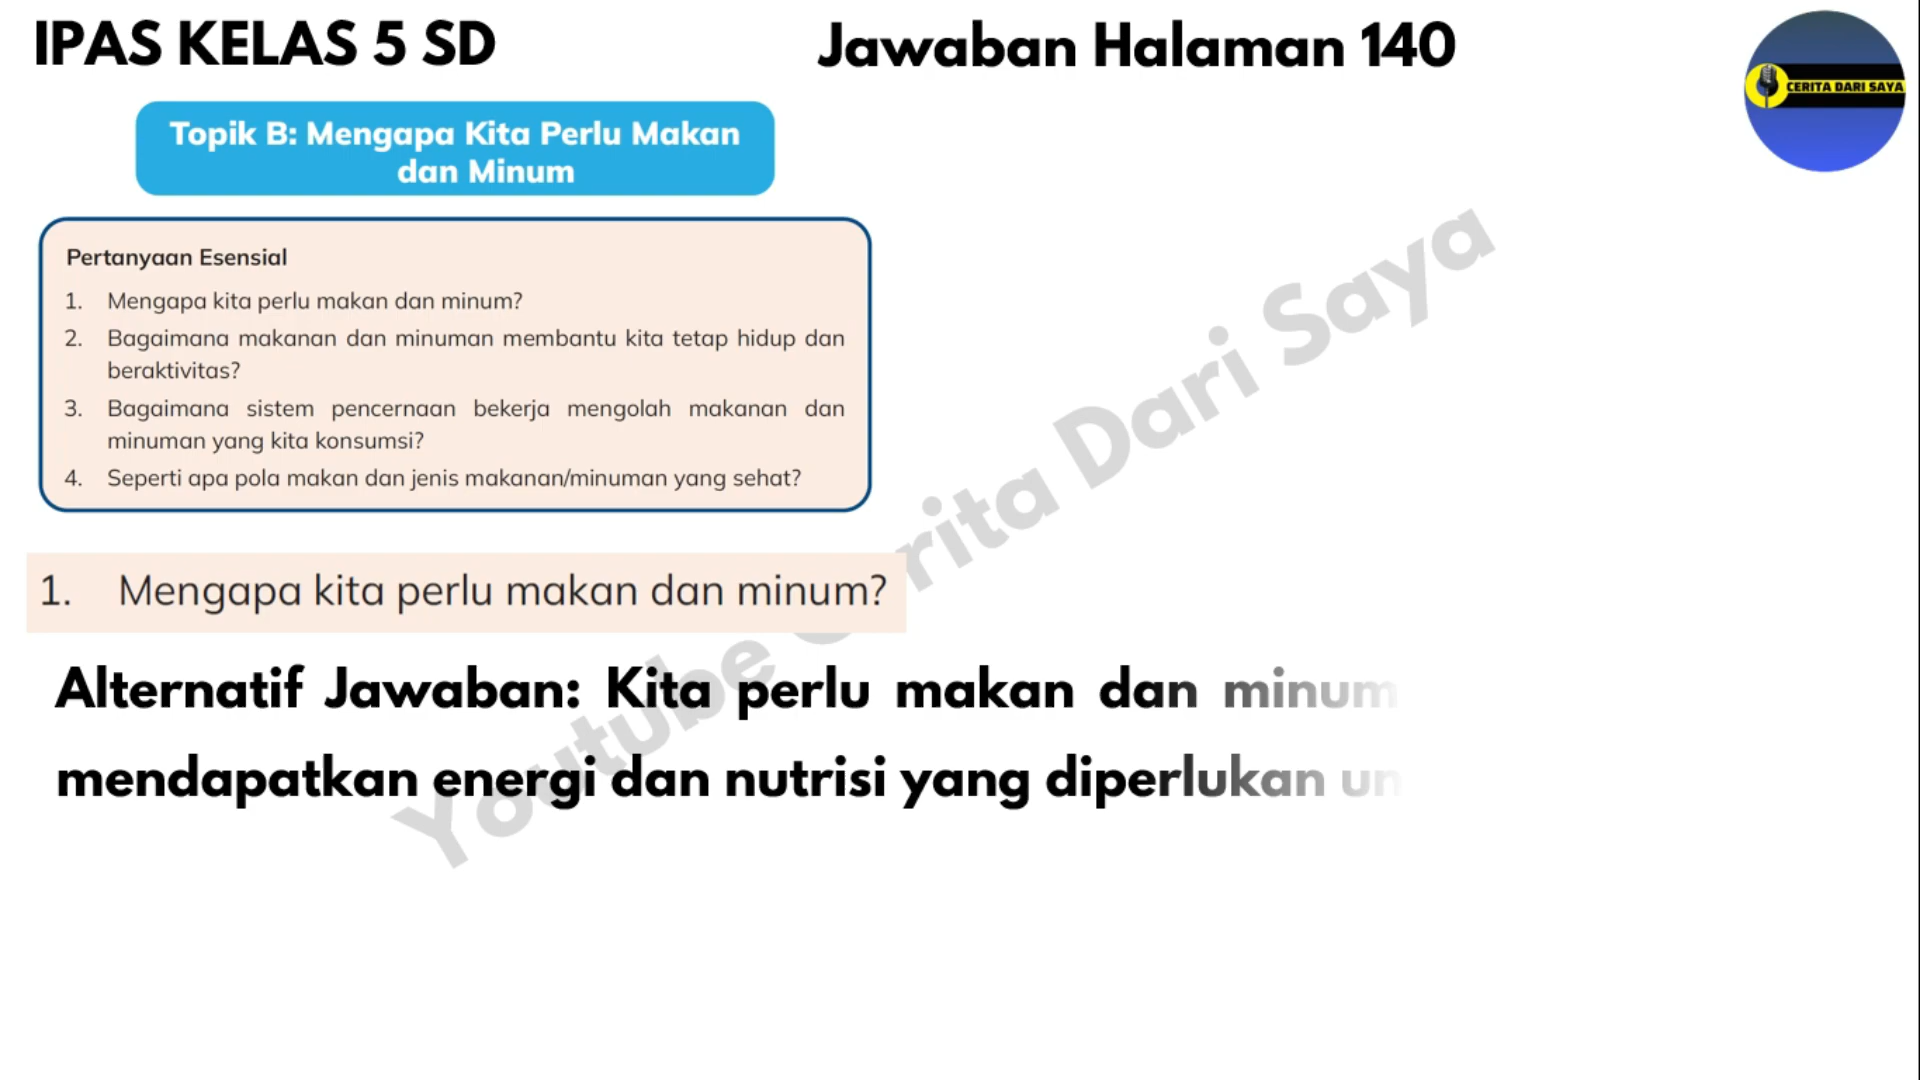 IPAS KELAS 5 SD
Jawaban Halaman 140
CERITA DARI SAYA
Topik B: Mengapa Kita Perlu Makan
dan Minum
Pertanyaan Esensial
1. Mengapa kita perlu makan dan minum?
2. Bagaimana makanan dan minuman membantu kita tetap hidup dan
beraktivitas?
3. Bagaimana sistem pencernaan bekerja mengolah makanan dan
minuman yang kita konsumsi?
4. Seperti apa pola makan dan jenis makanan/minuman yang sehat?
1. Mengapa kita perlu makan dan minum?
Alternatif Jawaban: Kita perlu makan dan minum
mendapatkan energi dan nutrisi yang diperlukan un
Youtube Dari Saya